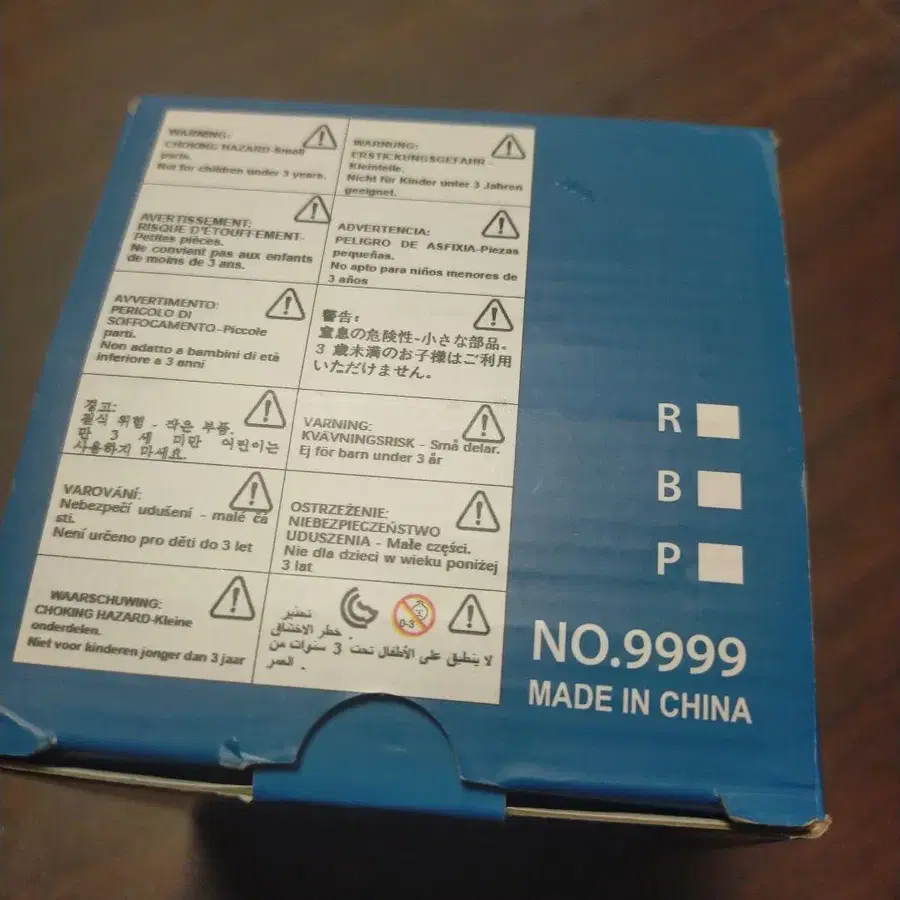 WARNING:
CHOKING HAZARD-Small
parts.
Not for children under 3 years.
WARNUNG:
ERSTICKUNGSGEFAHR -
Kleinteile.
Nicht für Kinder unter 3 Jahren
geeignet.
AVERTISSEMENT:
RISQUE D'ETOUFFEMENT-
Petites pièces.
Ne convient pas aux enfants
de moins de 3 ans.
ADVERTENCIA:
PELIGRO DE ASFIXIA-Piezas
pequeñas.
No apto para niños menores de
3 años
AVVERTIMENTO:
PERICOLO DI
SOFFOCAMENTO-Piccole
parti.
Non adatto a bambini di età
inferiore a 3 anni
警告:
窒息の危険性-小さな部品。
3 歳未満のお子様はご利用
いただけません。
경고:
질식 위험 - 작은 부품.
만 3 세 미만 어린이는
사용하지 마세요.
VARNING:
KVÄVNINGSRISK - Små delar.
Ej för barn under 3 år
VAROVÁNÍ:
Nebezpečí udušení - malé čá
sti.
Není určeno pro děti do 3 let
OSTRZEŻENIE:
NIEBEZPIECZEŃSTWO
UDUSZENIA - Małe części.
Nie dla dzieci w wieku poniżej
3 lat
WAARSCHUWING:
CHOKING HAZARD-Kleine
onderdelen.
Niet voor kinderen jonger dan 3 jaar
تحذير
خطر الاختناق .
لا ينطبق على الأطفال تحت 3 سنوات من
العمر .
0-3
R
B
P
NO.9999
MADE IN CHINA